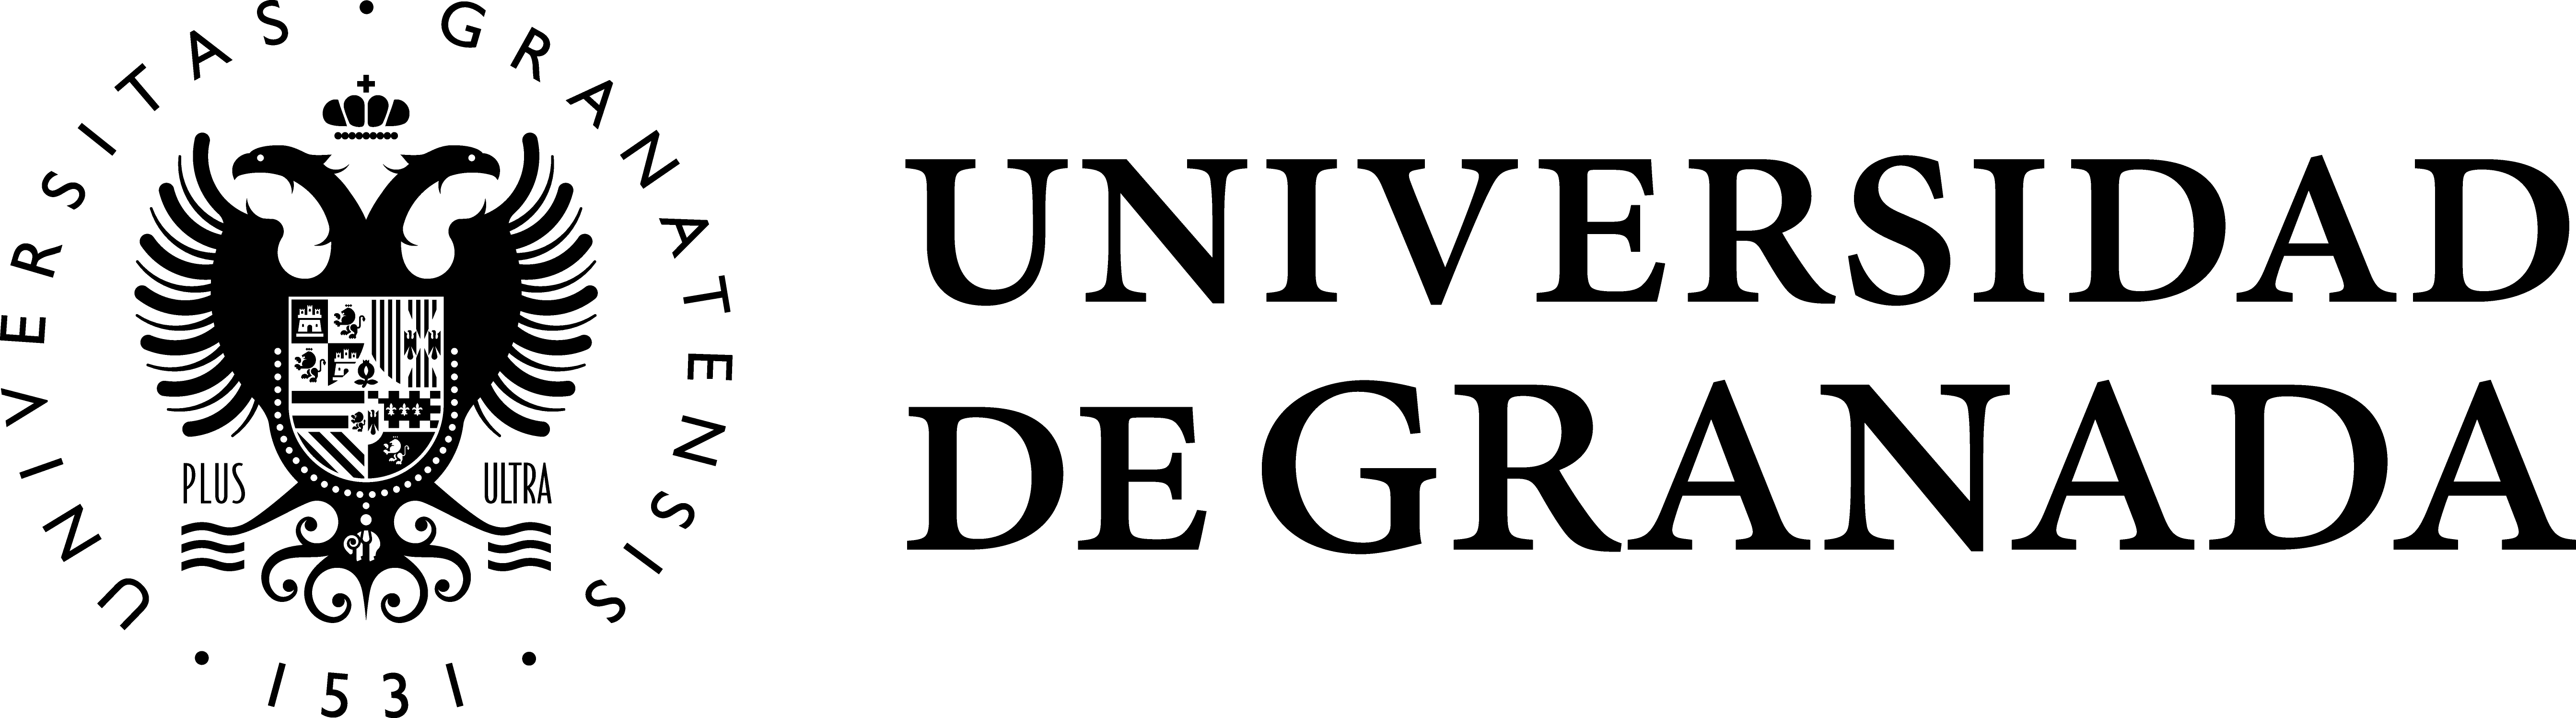 UNIVERSITAS · GRANATENSIS
PLUS ULTRA
· 1531 ·
UNIVERSIDAD
DE GRANADA